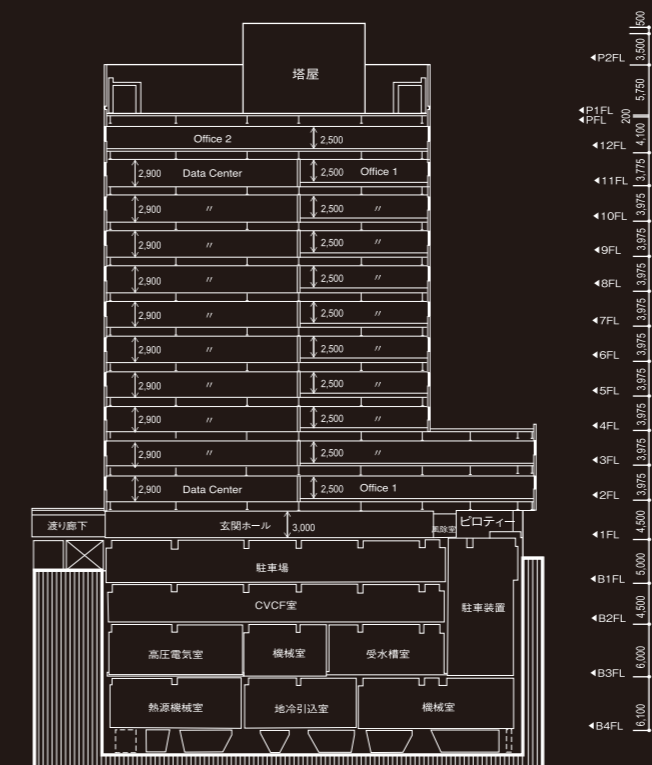 500
塔屋
◀P2FL
3,500
5,750
◀P1FL
◀PFL
200
Office 2
2,500
◀12FL
4,100
2,900
Data Center
2,500
Office 1
◀11FL
3,775
2,900
〃
2,500
〃
◀10FL
3,975
2,900
〃
2,500
〃
◀9FL
3,975
2,900
〃
2,500
〃
◀8FL
3,975
2,900
〃
2,500
〃
◀7FL
3,975
2,900
〃
2,500
〃
◀6FL
3,975
2,900
〃
2,500
〃
◀5FL
3,975
2,900
〃
2,500
〃
◀4FL
3,975
2,900
〃
2,500
〃
◀3FL
3,975
2,900
Data Center
2,500
Office 1
◀2FL
3,975
渡り廊下
玄関ホール
3,000
風除室
ピロティー
◀1FL
4,500
駐車場
◀B1FL
5,000
CVCF室
駐車装置
◀B2FL
4,500
高圧電気室
機械室
受水槽室
◀B3FL
6,000
熱源機械室
地冷引込室
機械室
◀B4FL
6,100